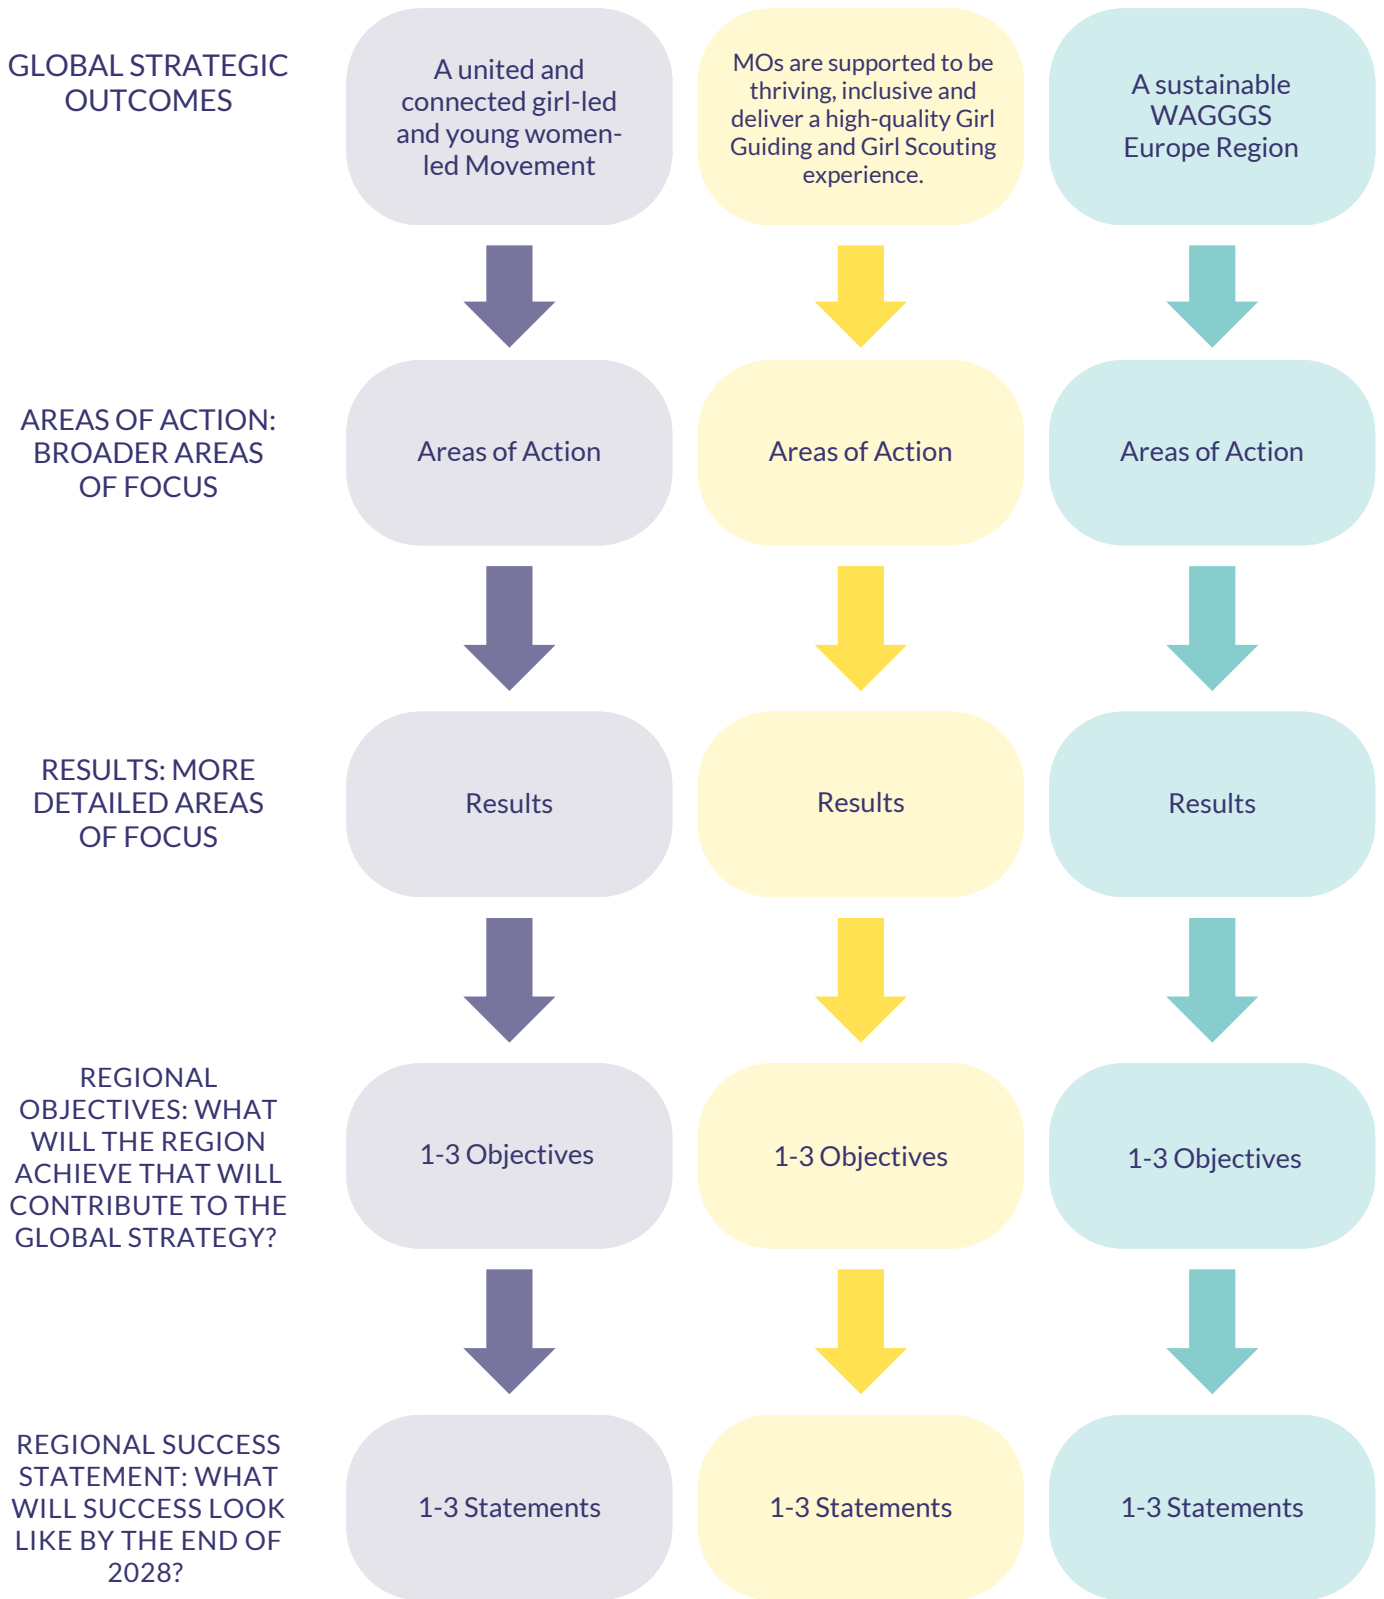 GLOBAL STRATEGIC
OUTCOMES
A united and
connected girl-led
and young women-
led Movement
MOs are supported to be
thriving, inclusive and
deliver a high-quality Girl
Guiding and Girl Scouting
experience.
A sustainable
WAGGGS
Europe Region
AREAS OF ACTION:
BROADER AREAS
OF FOCUS
Areas of Action
Areas of Action
Areas of Action
RESULTS: MORE
DETAILED AREAS
OF FOCUS
Results
Results
Results
REGIONAL
OBJECTIVES: WHAT
WILL THE REGION
ACHIEVE THAT WILL
CONTRIBUTE TO THE
GLOBAL STRATEGY?
1-3 Objectives
1-3 Objectives
1-3 Objectives
REGIONAL SUCCESS
STATEMENT: WHAT
WILL SUCCESS LOOK
LIKE BY THE END OF
2028?
1-3 Statements
1-3 Statements
1-3 Statements